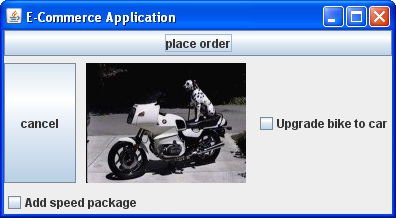 E-Commerce Application
place order
cancel
Upgrade bike to car
Add speed package